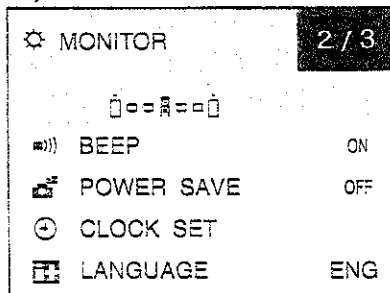 MONITOR 2/3
BEEP ON
POWER SAVE OFF
CLOCK SET
LANGUAGE ENG